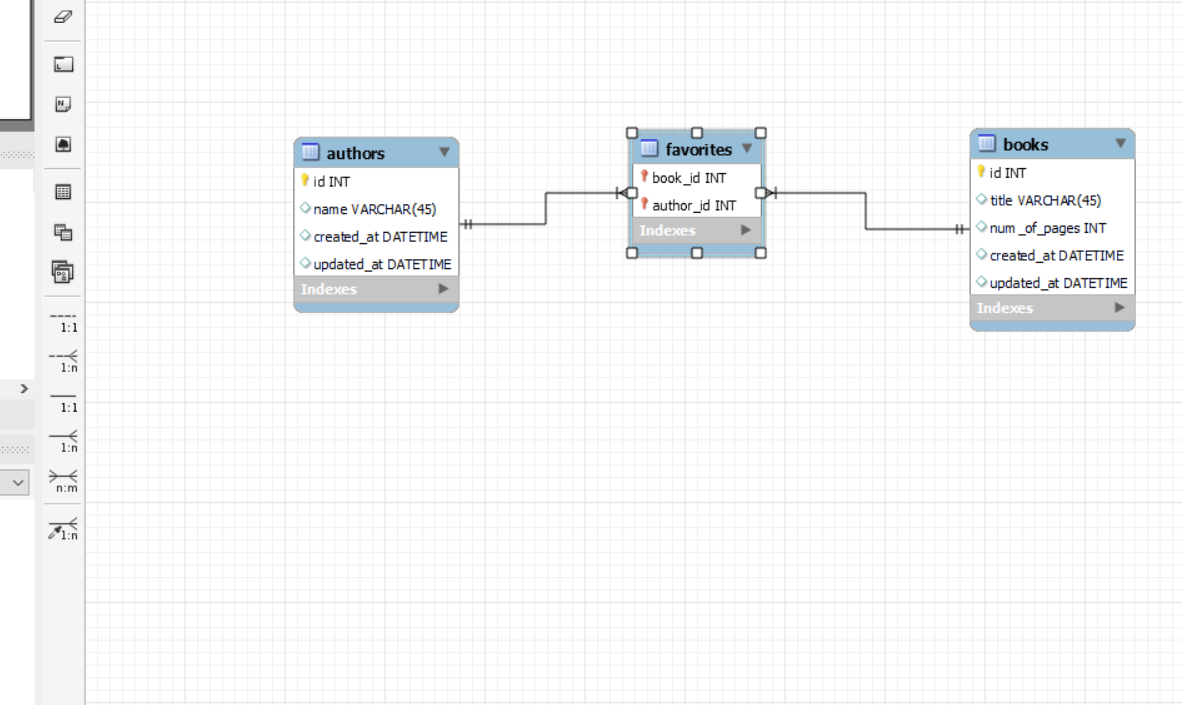 1:1
1:n
1:1
1:n
n:m
1:n
authors
id INT
name VARCHAR(45)
created_at DATETIME
updated_at DATETIME
Indexes
favorites
book_id INT
author_id INT
Indexes
books
id INT
title VARCHAR(45)
num _of_pages INT
created_at DATETIME
updated_at DATETIME
Indexes